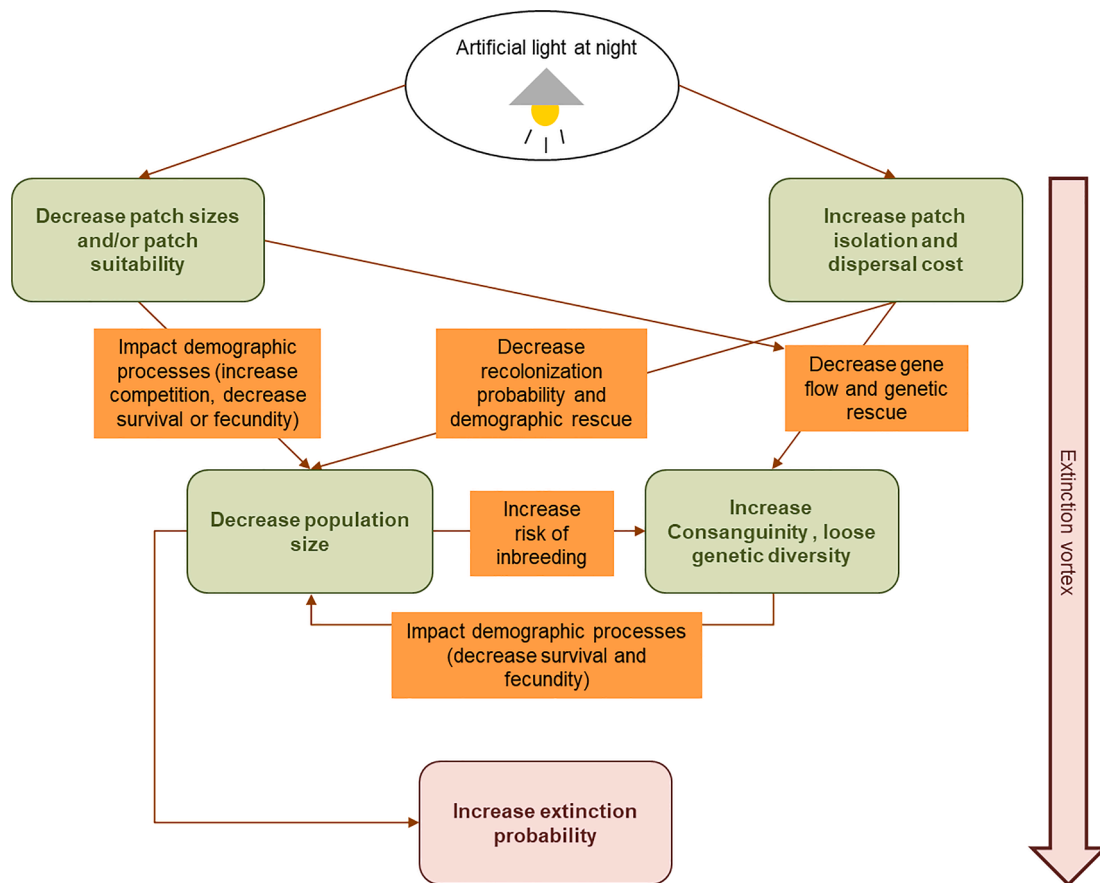 Artificial light at night
Decrease patch sizes
and/or patch
suitability
Increase patch
isolation and
dispersal cost
Impact demographic
processes (increase
competition, decrease
survival or fecundity)
Decrease
recolonization
probability and
demographic rescue
Decrease gene
flow and genetic
rescue
Decrease population
size
Increase
risk of
inbreeding
Increase
Consanguinity , loose
genetic diversity
Impact demographic processes
(decrease survival and
fecundity)
Increase extinction
probability
Extinction vortex